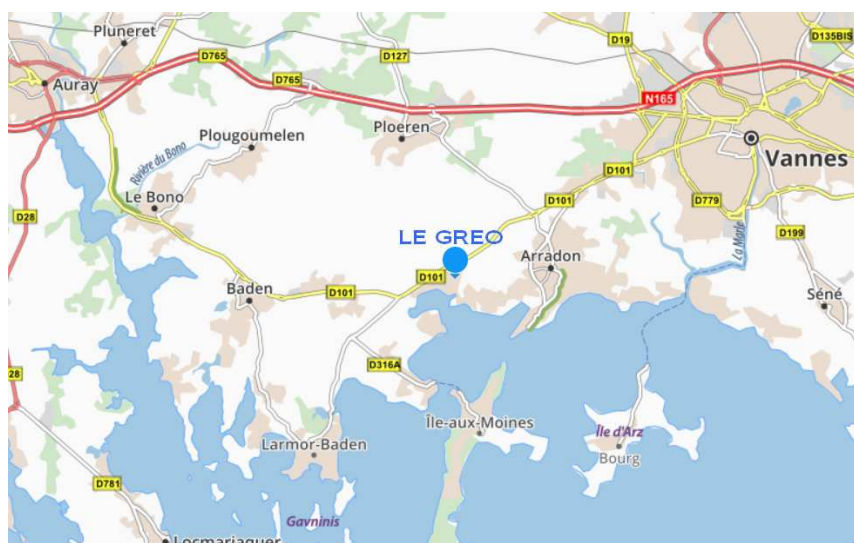 Pluneret
D765
D765
D127
D19
D135BIS
Auray
N165
Plougoumelen
Ploeren
Vannes
Rivière du Bono
D101
Le Bono
D101
D779
D28
La Marle
D199
LE GREO
Arradon
D101
Baden
D101
Séné
D316A
28
Île-aux-Moines
Île d'Arz
Larmor-Baden
Bourg
D781
Gavrinis
Locmariaquer